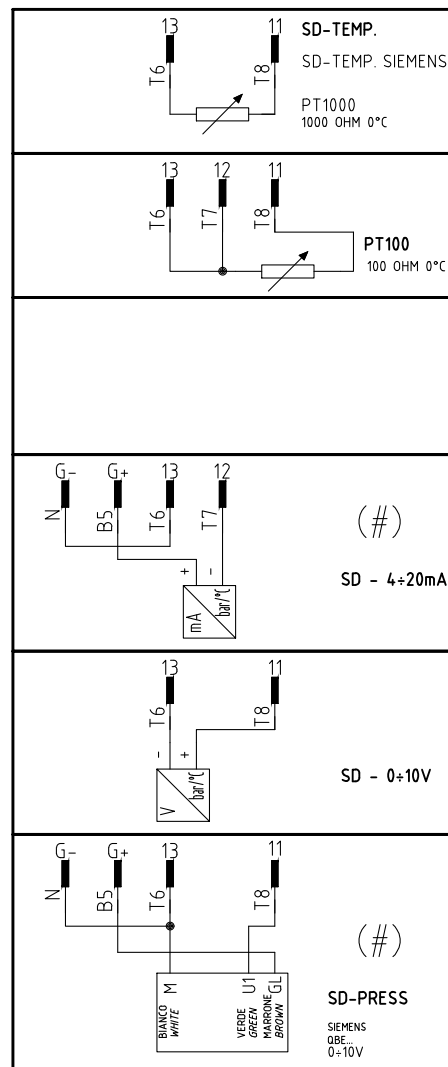 13 11 SD-TEMP.
T6 T8 SD-TEMP. SIEMENS
PT1000
1000 OHM 0°C
13 12 11
T6 T7 T8
PT100
100 OHM 0°C
G- G+ 13 12
N B5 T6 T7
(#)
+ -
mA bar/°C
SD - 4÷20mA
13 11
T6 T8
- +
V bar/°C
SD - 0÷10V
G- G+ 13 11
N B5 T6 T8
(#)
M U1 GL
BIANCO VERDE MARRONE
WHITE GREEN BROWN
SD-PRESS
SIEMENS
QBE...
0÷10V